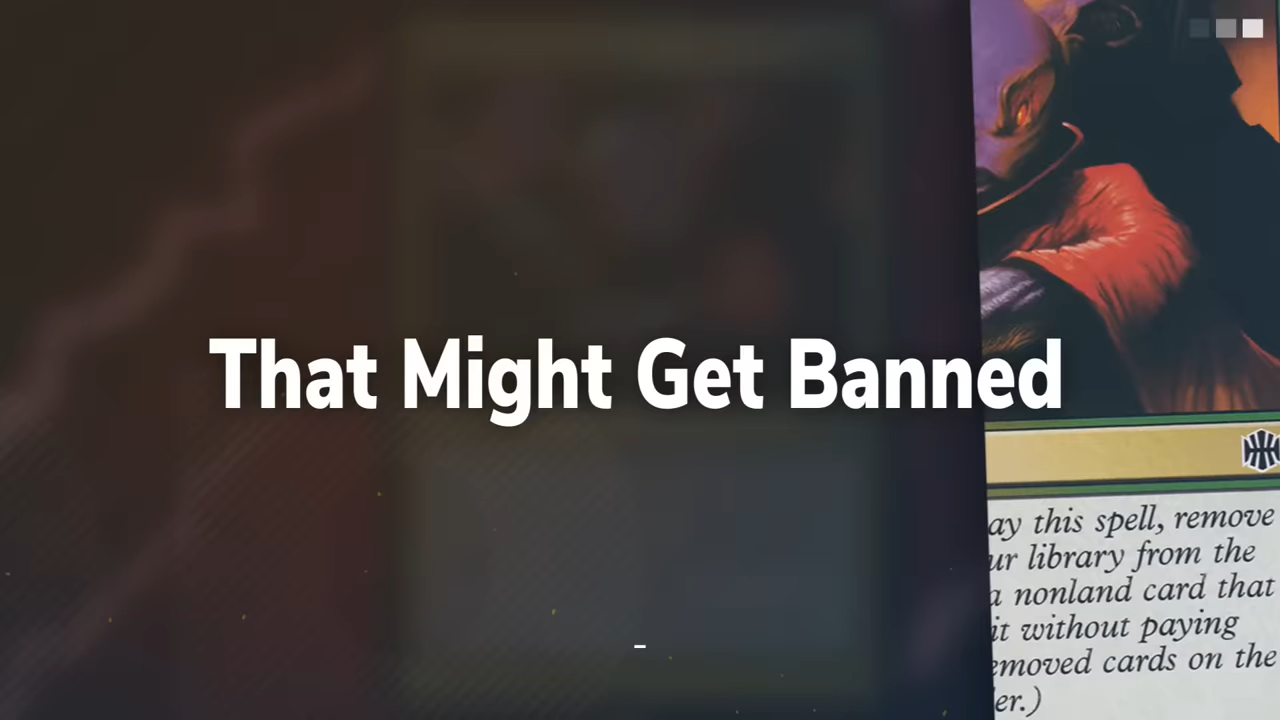 That Might Get Banned
ay this spell, remove
ur library from the
a nonland card that
it without paying
emoved cards on the
er.)